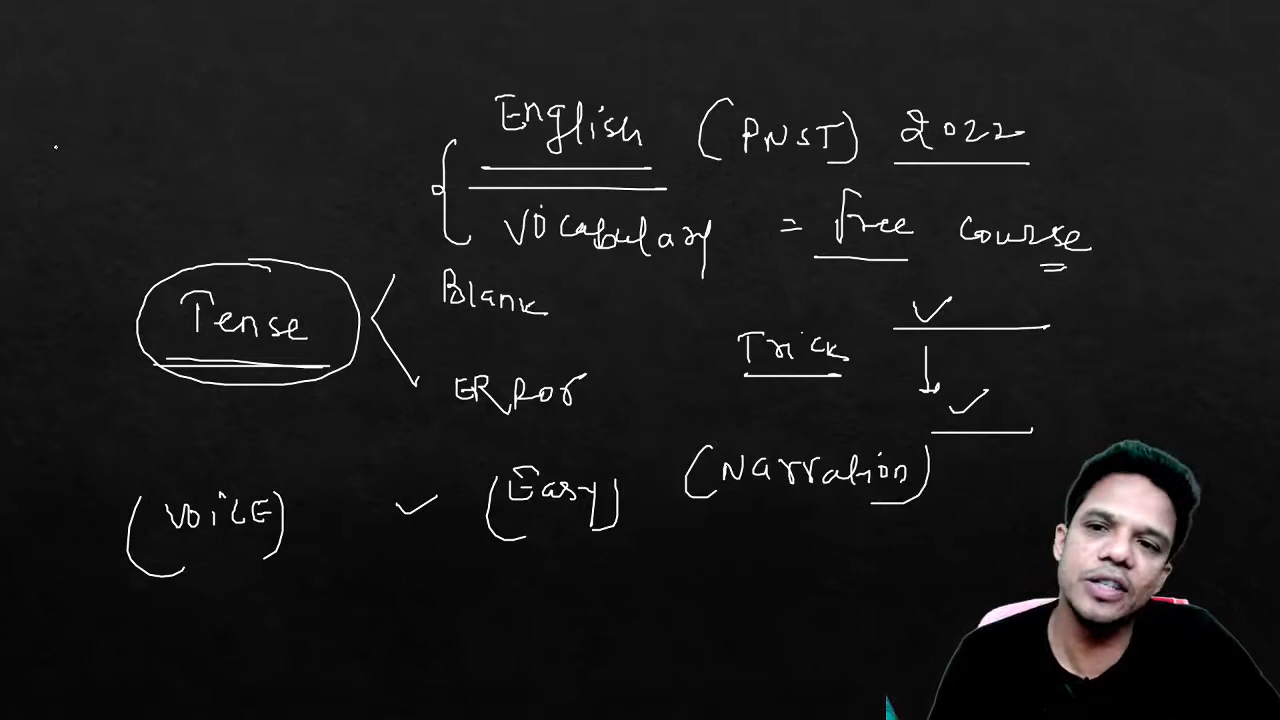 English (PNST) 2022
Vocabulary = free course
Blank
Tense
Trick
ERROR
(Narration)
(VOiCE) (Easy)